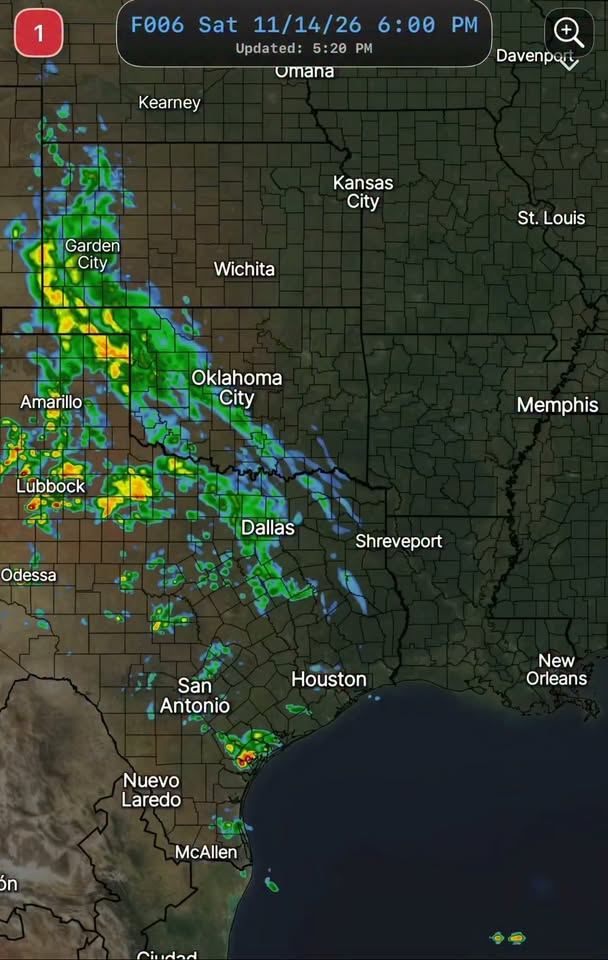 1
F006 Sat 11/14/26 6:00 PM
Updated: 5:20 PM
Davenport
Omaha
Kearney
Kansas
City
St. Louis
Garden
City
Wichita
Oklahoma
City
Amarillo
Memphis
Lubbock
Dallas
Shreveport
Odessa
New
Orleans
San
Antonio
Houston
Nuevo
Laredo
McAllen
ón
Ciudad